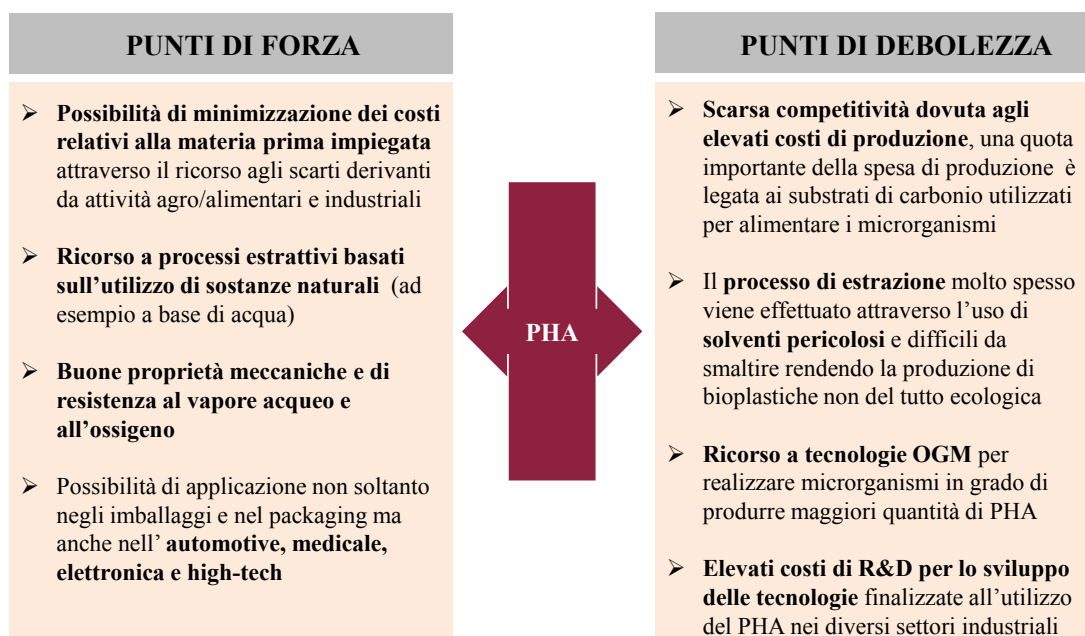 PUNTI DI FORZA
➢ Possibilità di minimizzazione dei costi
relativi alla materia prima impiegata
attraverso il ricorso agli scarti derivanti
da attività agro/alimentari e industriali
➢ Ricorso a processi estrattivi basati
sull'utilizzo di sostanze naturali (ad
esempio a base di acqua)
➢ Buone proprietà meccaniche e di
resistenza al vapore acqueo e
all'ossigeno
➢ Possibilità di applicazione non soltanto
negli imballaggi e nel packaging ma
anche nell' automotive, medicale,
elettronica e high-tech
PHA
PUNTI DI DEBOLEZZA
➢ Scarsa competitività dovuta agli
elevati costi di produzione, una quota
importante della spesa di produzione è
legata ai substrati di carbonio utilizzati
per alimentare i microrganismi
➢ Il processo di estrazione molto spesso
viene effettuato attraverso l'uso di
solventi pericolosi e difficili da
smaltire rendendo la produzione di
bioplastiche non del tutto ecologica
➢ Ricorso a tecnologie OGM per
realizzare microrganismi in grado di
produrre maggiori quantità di PHA
➢ Elevati costi di R&D per lo sviluppo
delle tecnologie finalizzate all'utilizzo
del PHA nei diversi settori industriali